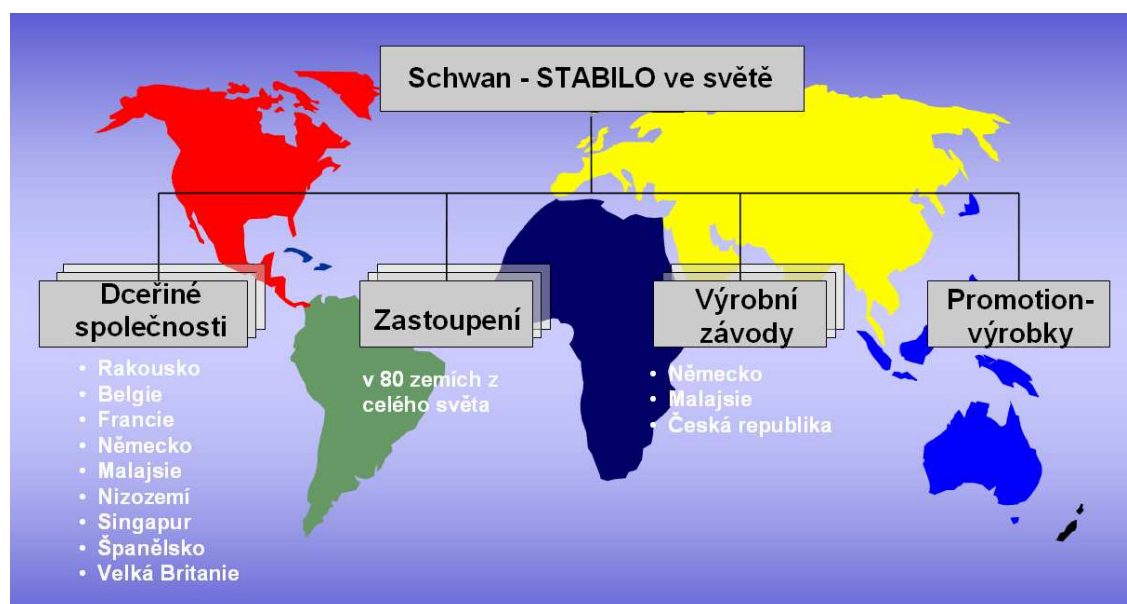 Schwan - STABILO ve světě
Dceřiné
společnosti
• Rakousko
• Belgie
• Francie
• Německo
• Malajsie
• Nizozemí
• Singapur
• Španělsko
• Velká Britanie
Zastoupení
v 80 zemích z
celého světa
Výrobní
závody
• Německo
• Malajsie
• Česká republika
Promotion-
výrobky